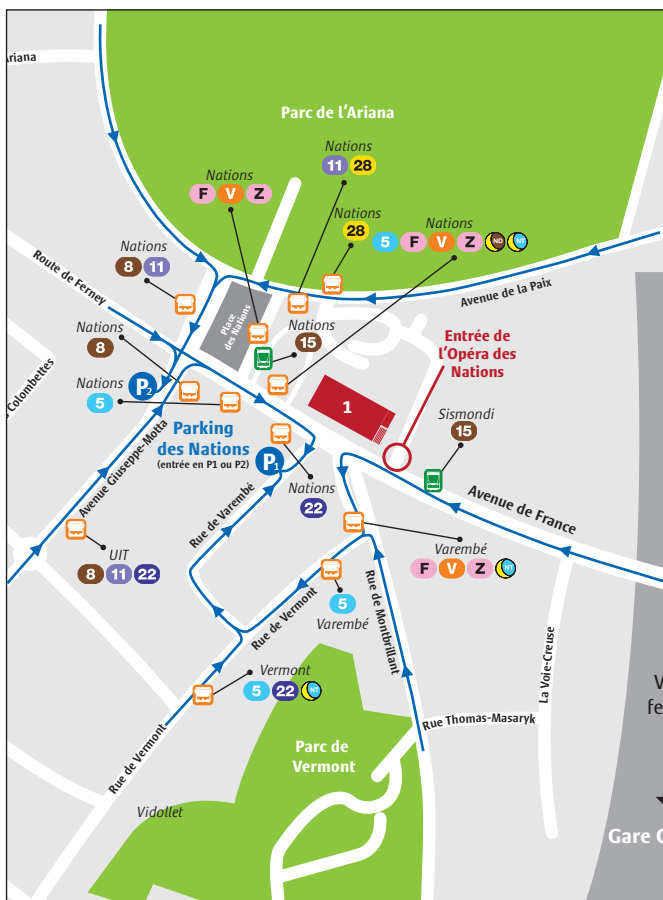 Ariana
Parc de l'Ariana
Nations
11 28
Nations
F V Z
Nations
28
Nations
5 F V Z ND NT
Nations
8 11
Route de Ferney
Place
des Nations
Avenue de la Paix
Nations
15
Nations
8
Entrée de
l'Opéra des
Nations
Colombettes
Nations
5
P2
1
Sismondi
15
Parking
des Nations
(entrée en P1 ou P2)
P1
Avenue Giuseppe-Motta
Nations
22
Rue de Varembé
Avenue de France
UIT
8 11 22
Varembé
F V Z NT
5
Varembé
Rue de Vermont
Rue de Montbrillant
La Voie-Creuse
Vermont
5 22 NT
V
fe
Rue Thomas-Masaryk
Parc de
Vermont
Rue de Vermont
Vidollet
Gare C